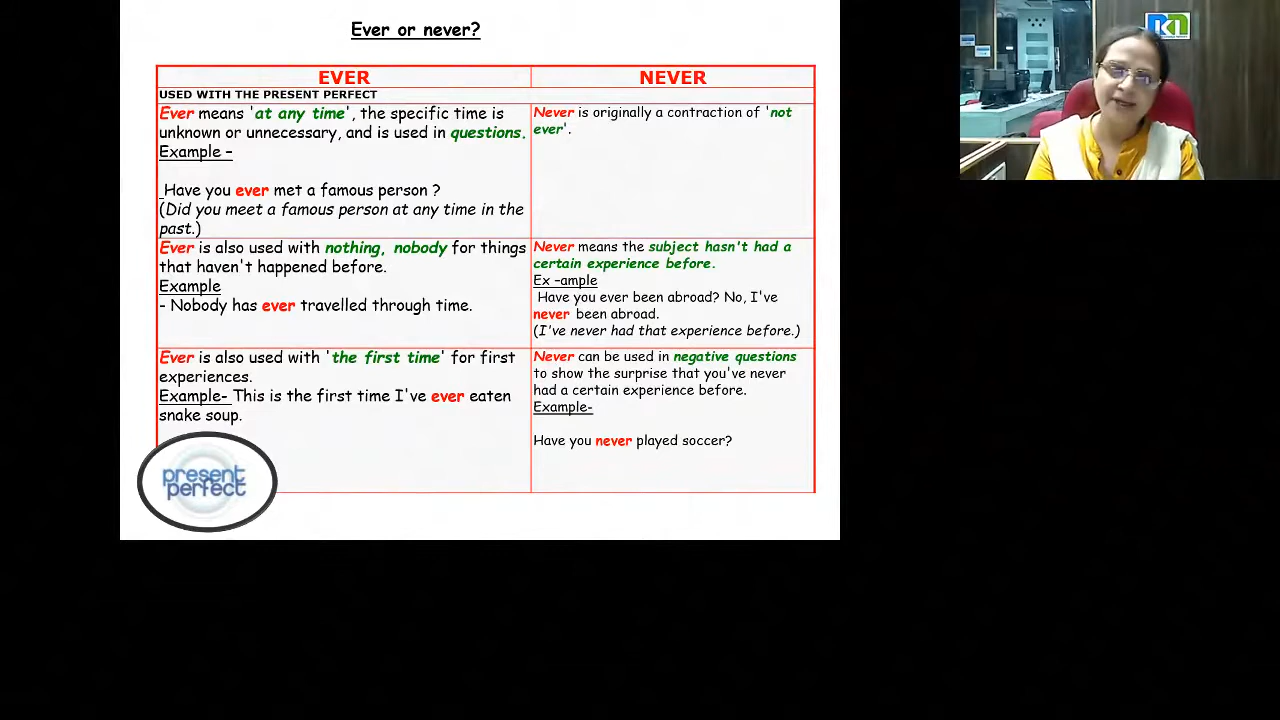 Ever or never?
EVER
NEVER
USED WITH THE PRESENT PERFECT
Ever means 'at any time', the specific time is
unknown or unnecessary, and is used in questions.
Example –
Have you ever met a famous person ?
(Did you meet a famous person at any time in the
past.)
Never is originally a contraction of 'not
ever'.
Ever is also used with nothing, nobody for things
that haven't happened before.
Example
- Nobody has ever travelled through time.
Never means the subject hasn't had a
certain experience before.
Ex –ample
Have you ever been abroad? No, I've
never been abroad.
(I've never had that experience before.)
Ever is also used with 'the first time' for first
experiences.
Example- This is the first time I've ever eaten
snake soup.
Never can be used in negative questions
to show the surprise that you've never
had a certain experience before.
Example-
Have you never played soccer?
present
perfect